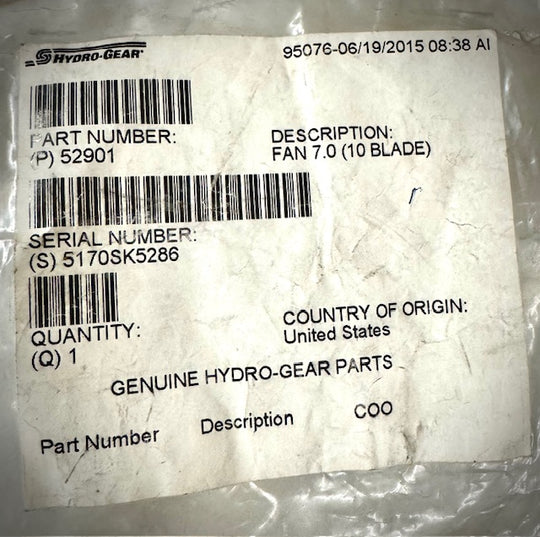 HYDRO-GEAR
95076-06/19/2015 08:38 AI
PART NUMBER:
(P) 52901
DESCRIPTION:
FAN 7.0 (10 BLADE)
SERIAL NUMBER:
(S) 5170SK5286
QUANTITY:
(Q) 1
COUNTRY OF ORIGIN:
United States
GENUINE HYDRO-GEAR PARTS
Part Number Description COO